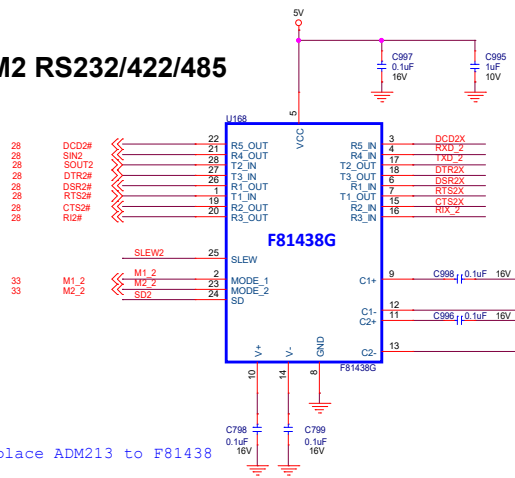 5V
C997
0.1uF
16V
C995
1uF
10V
M2 RS232/422/485
U168
5
VCC
28 DCD2# 22 R5_OUT R5_IN 3 DCD2X
28 SIN2 21 R4_OUT R4_IN 4 RXD_2
28 SOUT2 28 T2_IN T2_OUT 17 TXD_2
28 DTR2# 27 T3_IN T3_OUT 18 DTR2X
28 DSR2# 26 R1_OUT R1_IN 6 DSR2X
28 RTS2# 1 T1_IN T1_OUT 7 RTS2X
28 CTS2# 19 R2_OUT R2_IN 15 CTS2X
28 RI2# 20 R3_OUT R3_IN 16 RIX_2
F81438G
SLEW2 25 SLEW
33 M1_2 M1_2 2 MODE_1
33 M2_2 M2_2 23 MODE_2
SD2 24 SD
C1+ 9 C998 0.1uF 16V
C1- 12
C2+ 11 C996 0.1uF 16V
C2- 13
V+ V- GND
F81438G
10 14 8
C798
0.1uF
16V
C799
0.1uF
16V
place ADM213 to F81438